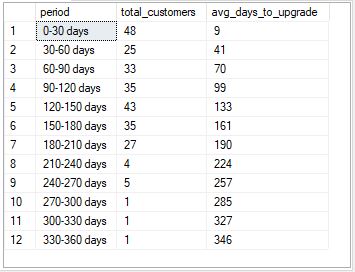 period total_customers avg_days_to_upgrade
1 0-30 days 48 9
2 30-60 days 25 41
3 60-90 days 33 70
4 90-120 days 35 99
5 120-150 days 43 133
6 150-180 days 35 161
7 180-210 days 27 190
8 210-240 days 4 224
9 240-270 days 5 257
10 270-300 days 1 285
11 300-330 days 1 327
12 330-360 days 1 346